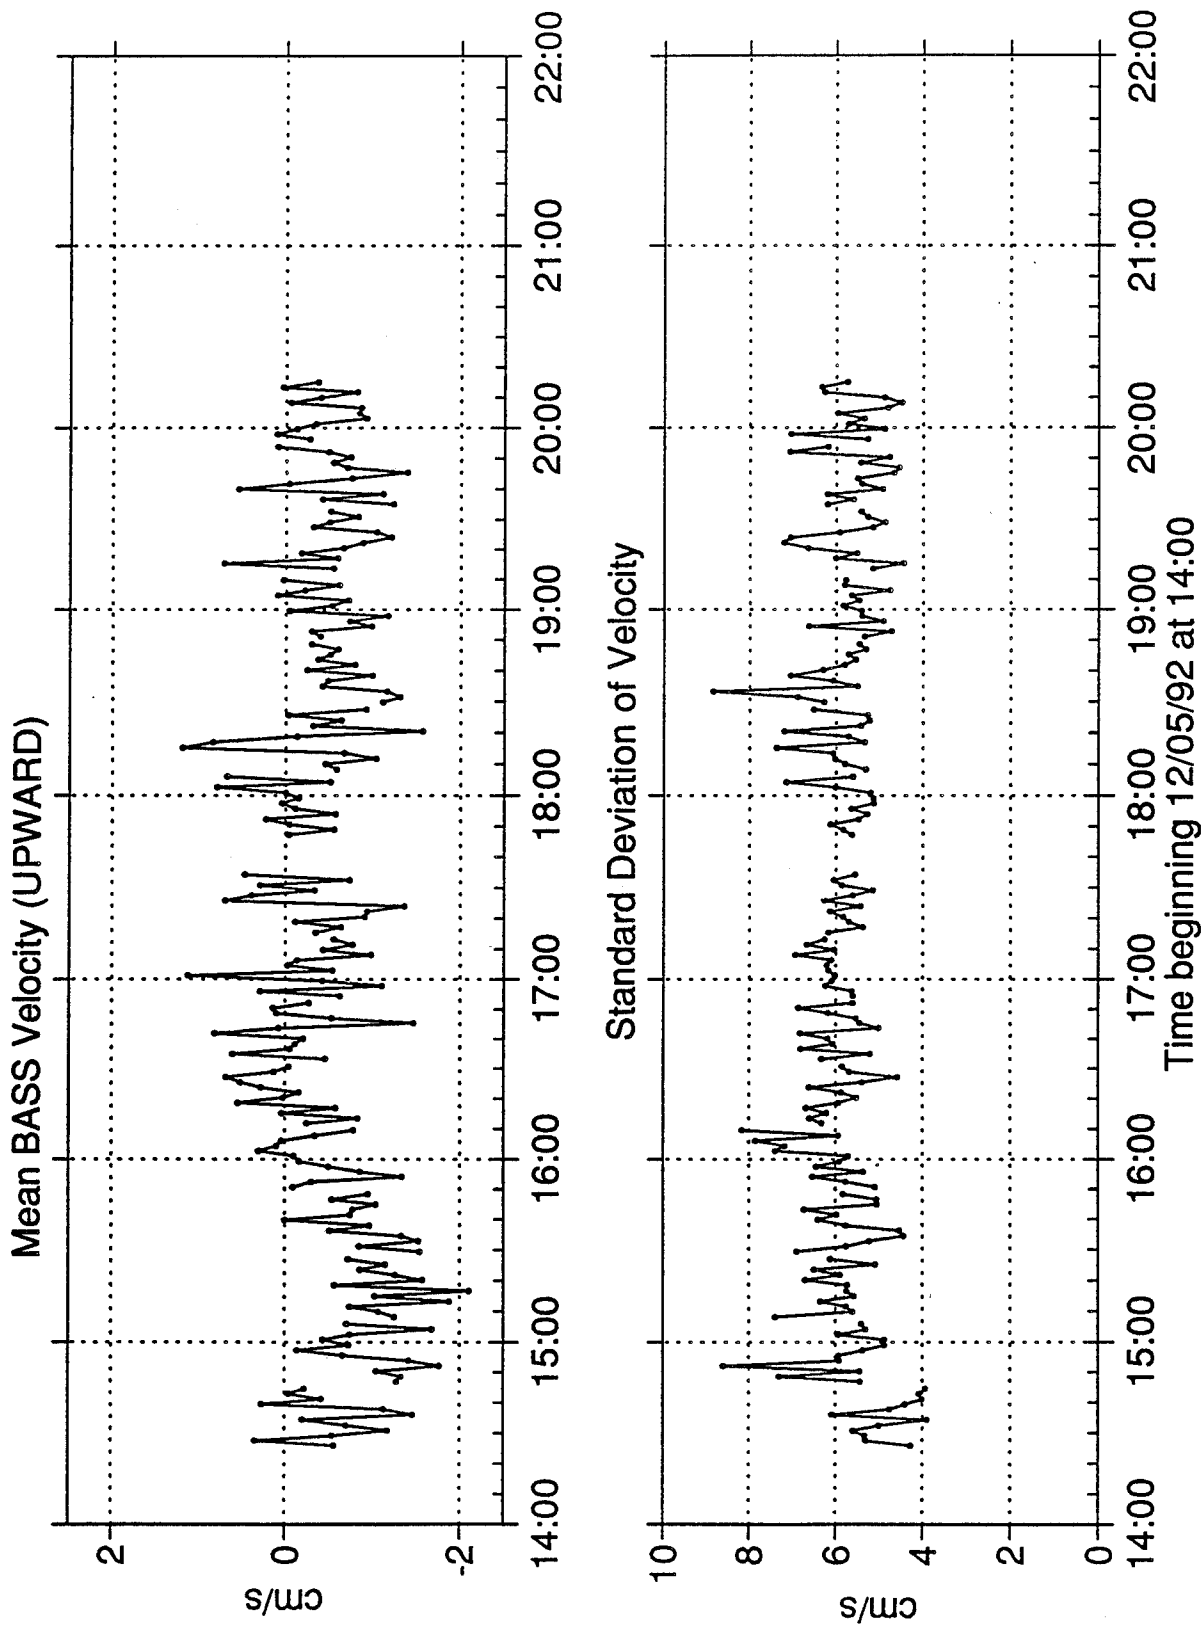 Mean BASS Velocity (UPWARD)
2
0
-2
cm/s
14:00 15:00 16:00 17:00 18:00 19:00 20:00 21:00 22:00
Standard Deviation of Velocity
10
8
6
4
2
0
cm/s
14:00 15:00 16:00 17:00 18:00 19:00 20:00 21:00 22:00
Time beginning 12/05/92 at 14:00